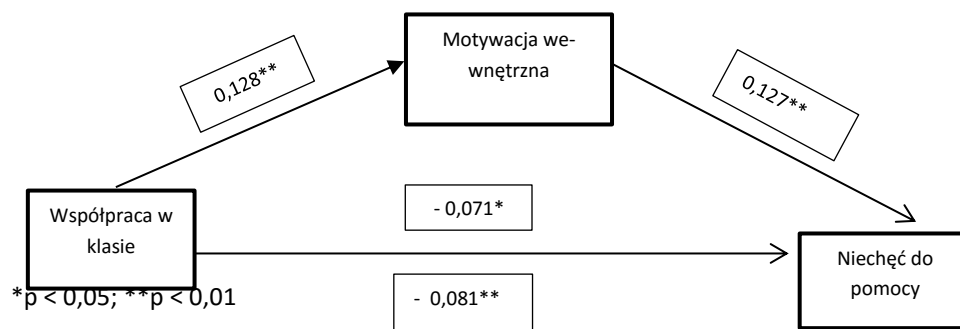 Motywacja we-
wnętrzna
0,128**
0,127**
Współpraca w
klasie
- 0,071*
Niechęć do
pomocy
*p < 0,05; **p < 0,01
- 0,081**